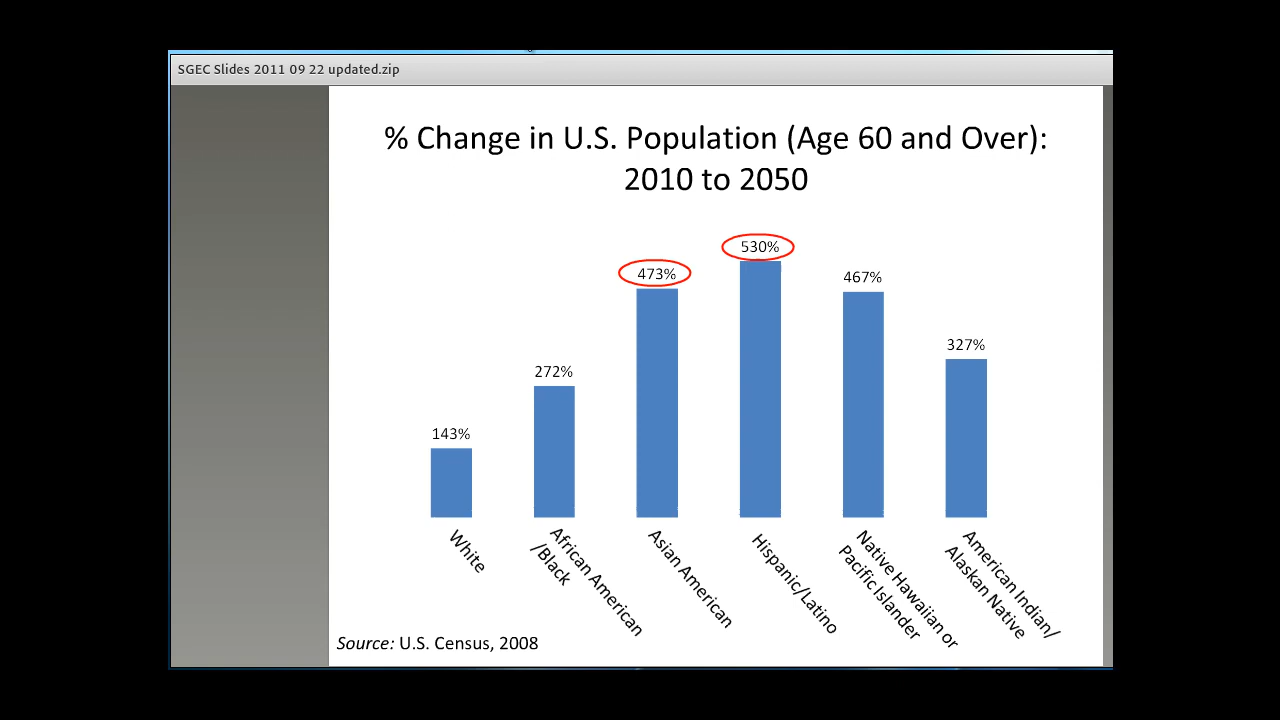 SGEC Slides 2011 09 22 updated.zip
% Change in U.S. Population (Age 60 and Over):
2010 to 2050
143%
272%
473%
530%
467%
327%
White
African American
/Black
Asian American
Hispanic/Latino
Native Hawaiian or
Pacific Islander
American Indian/
Alaskan Native
Source: U.S. Census, 2008